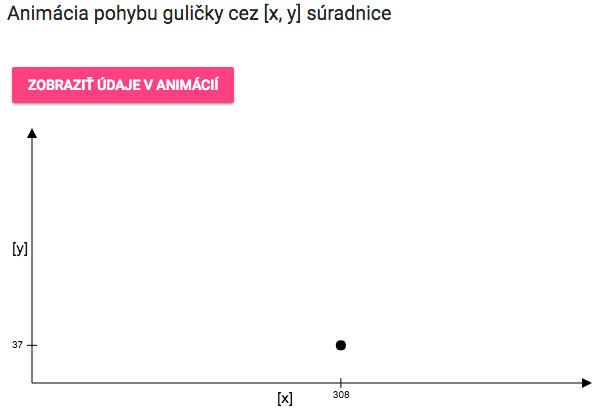 Animácia pohybu guličky cez [x, y] súradnice
ZOBRAZIŤ ÚDAJE V ANIMÁCIÍ
[y]
37
308
[x]